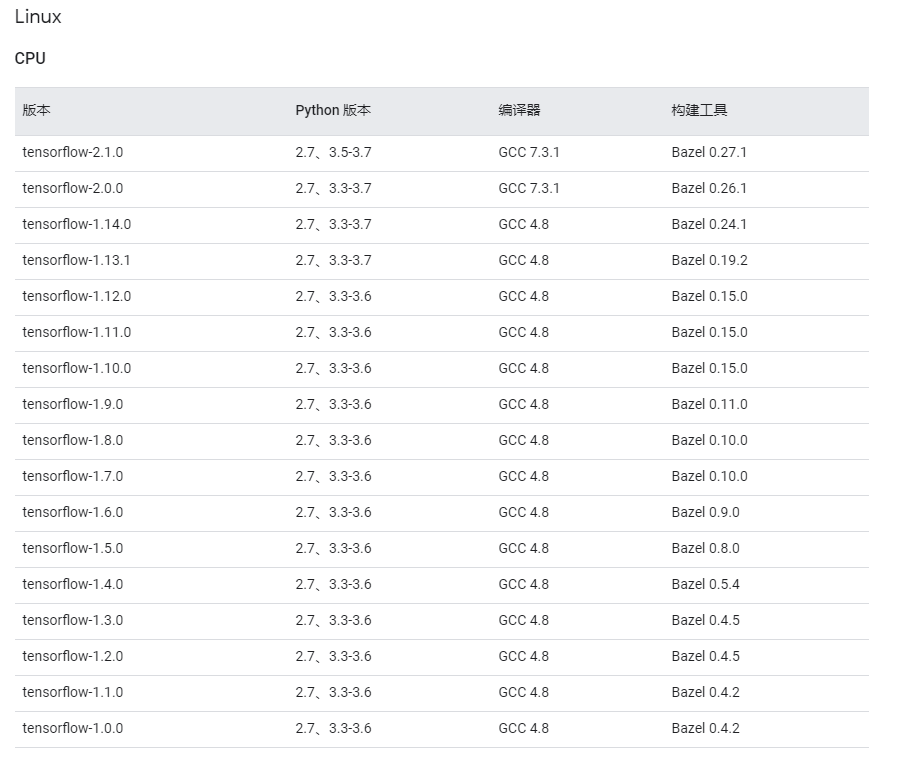 Linux
CPU
版本 Python 版本 编译器 构建工具
tensorflow-2.1.0 2.7、3.5-3.7 GCC 7.3.1 Bazel 0.27.1
tensorflow-2.0.0 2.7、3.3-3.7 GCC 7.3.1 Bazel 0.26.1
tensorflow-1.14.0 2.7、3.3-3.7 GCC 4.8 Bazel 0.24.1
tensorflow-1.13.1 2.7、3.3-3.7 GCC 4.8 Bazel 0.19.2
tensorflow-1.12.0 2.7、3.3-3.6 GCC 4.8 Bazel 0.15.0
tensorflow-1.11.0 2.7、3.3-3.6 GCC 4.8 Bazel 0.15.0
tensorflow-1.10.0 2.7、3.3-3.6 GCC 4.8 Bazel 0.15.0
tensorflow-1.9.0 2.7、3.3-3.6 GCC 4.8 Bazel 0.11.0
tensorflow-1.8.0 2.7、3.3-3.6 GCC 4.8 Bazel 0.10.0
tensorflow-1.7.0 2.7、3.3-3.6 GCC 4.8 Bazel 0.10.0
tensorflow-1.6.0 2.7、3.3-3.6 GCC 4.8 Bazel 0.9.0
tensorflow-1.5.0 2.7、3.3-3.6 GCC 4.8 Bazel 0.8.0
tensorflow-1.4.0 2.7、3.3-3.6 GCC 4.8 Bazel 0.5.4
tensorflow-1.3.0 2.7、3.3-3.6 GCC 4.8 Bazel 0.4.5
tensorflow-1.2.0 2.7、3.3-3.6 GCC 4.8 Bazel 0.4.5
tensorflow-1.1.0 2.7、3.3-3.6 GCC 4.8 Bazel 0.4.2
tensorflow-1.0.0 2.7、3.3-3.6 GCC 4.8 Bazel 0.4.2